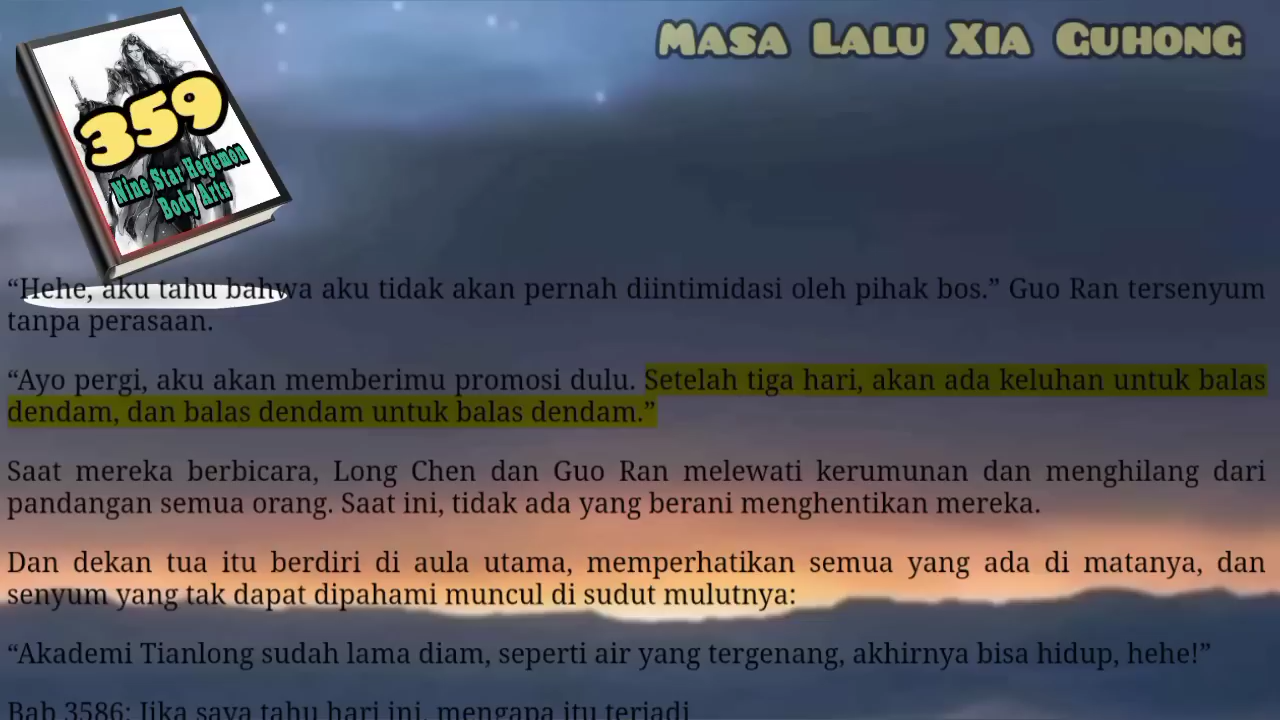 Masa Lalu Xia Guhong
359
Nine Star Hegemon
Body Arts
“Hehe, aku tahu bahwa aku tidak akan pernah diintimidasi oleh pihak bos.” Guo Ran tersenyum
tanpa perasaan.
“Ayo pergi, aku akan memberimu promosi dulu. Setelah tiga hari, akan ada keluhan untuk balas
dendam, dan balas dendam untuk balas dendam.”
Saat mereka berbicara, Long Chen dan Guo Ran melewati kerumunan dan menghilang dari
pandangan semua orang. Saat ini, tidak ada yang berani menghentikan mereka.
Dan dekan tua itu berdiri di aula utama, memperhatikan semua yang ada di matanya, dan
senyum yang tak dapat dipahami muncul di sudut mulutnya:
“Akademi Tianlong sudah lama diam, seperti air yang tergenang, akhirnya bisa hidup, hehe!”
Bab 3586: Jika saya tahu hari ini, mengapa itu terjadi